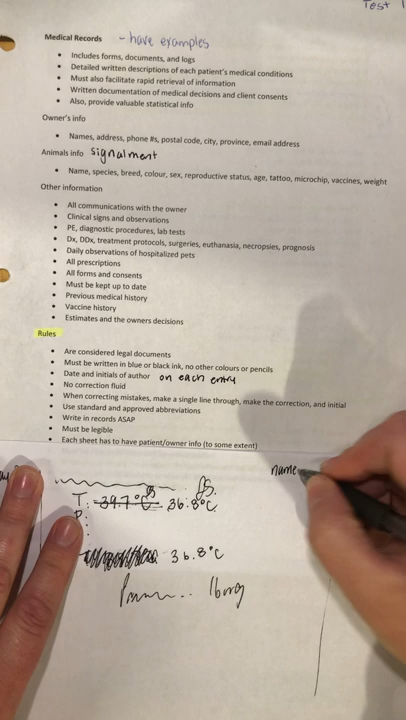 Test 1
Medical Records - have examples
• Includes forms, documents, and logs
• Detailed written descriptions of each patient's medical conditions
• Must also facilitate rapid retrieval of information
• Written documentation of medical decisions and client consents
• Also, provide valuable statistical info
Owner's info
• Names, address, phone #s, postal code, city, province, email address
Animals info signalment
• Name, species, breed, colour, sex, reproductive status, age, tattoo, microchip, vaccines, weight
Other information
• All communications with the owner
• Clinical signs and observations
• PE, diagnostic procedures, lab tests
• Dx, DDx, treatment protocols, surgeries, euthanasia, necropsies, prognosis
• Daily observations of hospitalized pets
• All prescriptions
• All forms and consents
• Must be kept up to date
• Previous medical history
• Vaccine history
• Estimates and the owners decisions
Rules
• Are considered legal documents
• Must be written in blue or black ink, no other colours or pencils
• Date and initials of author on each entry
• No correction fluid
• When correcting mistakes, make a single line through, make the correction, and initial
• Use standard and approved abbreviations
• Write in records ASAP
• Must be legible
• Each sheet has to have patient/owner info (to some extent)
name
T: 39.7°C 36.8°C
P:
36.8°C